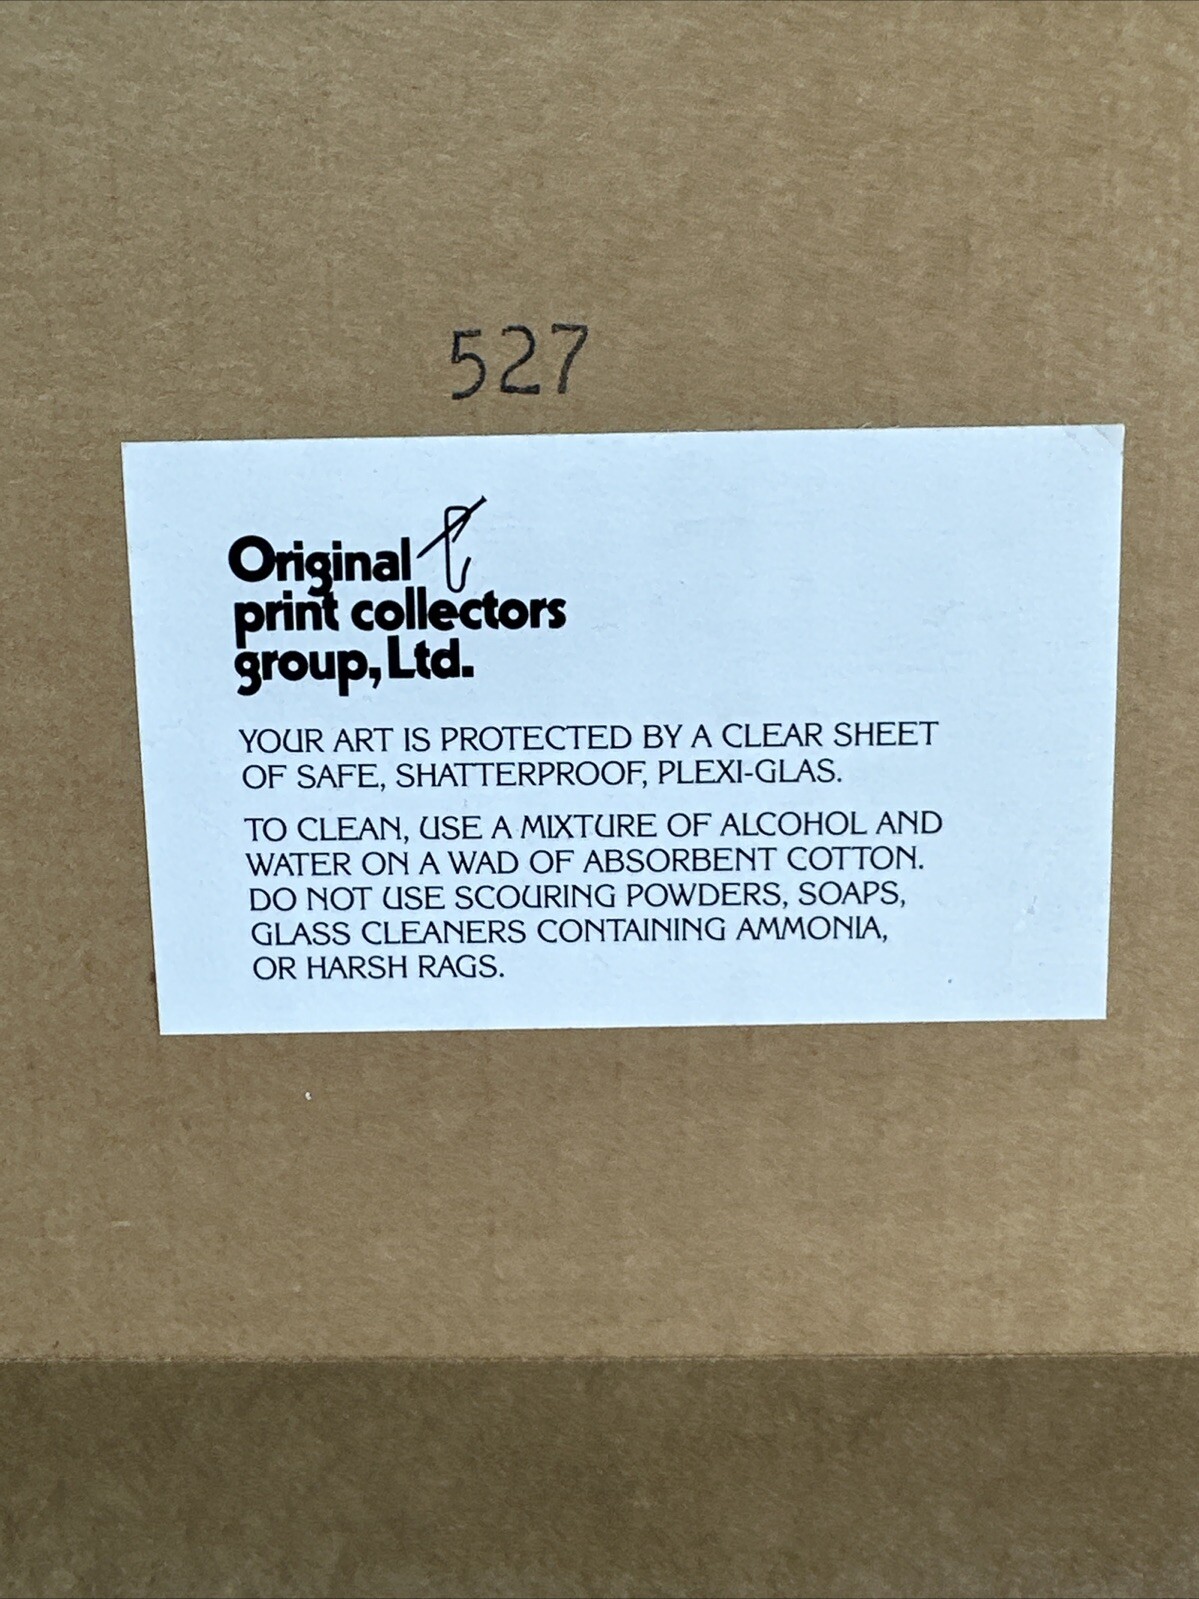 527
Original
print collectors
group, Ltd.
YOUR ART IS PROTECTED BY A CLEAR SHEET
OF SAFE, SHATTERPROOF, PLEXI-GLAS.
TO CLEAN, USE A MIXTURE OF ALCOHOL AND
WATER ON A WAD OF ABSORBENT COTTON.
DO NOT USE SCOURING POWDERS, SOAPS,
GLASS CLEANERS CONTAINING AMMONIA,
OR HARSH RAGS.